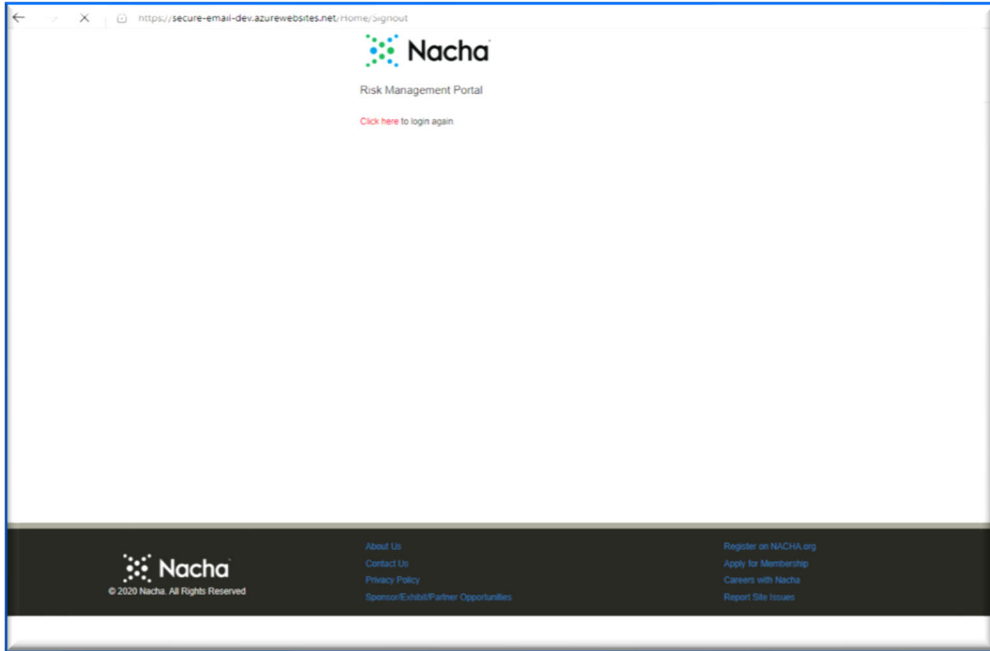 https://secure-email-dev.azurewebsites.net/Home/Signout
Nacha
Risk Management Portal
Click here to login again.
Nacha
© 2020 Nacha. All Rights Reserved
About Us
Contact Us
Privacy Policy
Sponsor/Exhibit/Partner Opportunities
Register on NACHA.org
Apply for Membership
Careers with Nacha
Report Site Issues